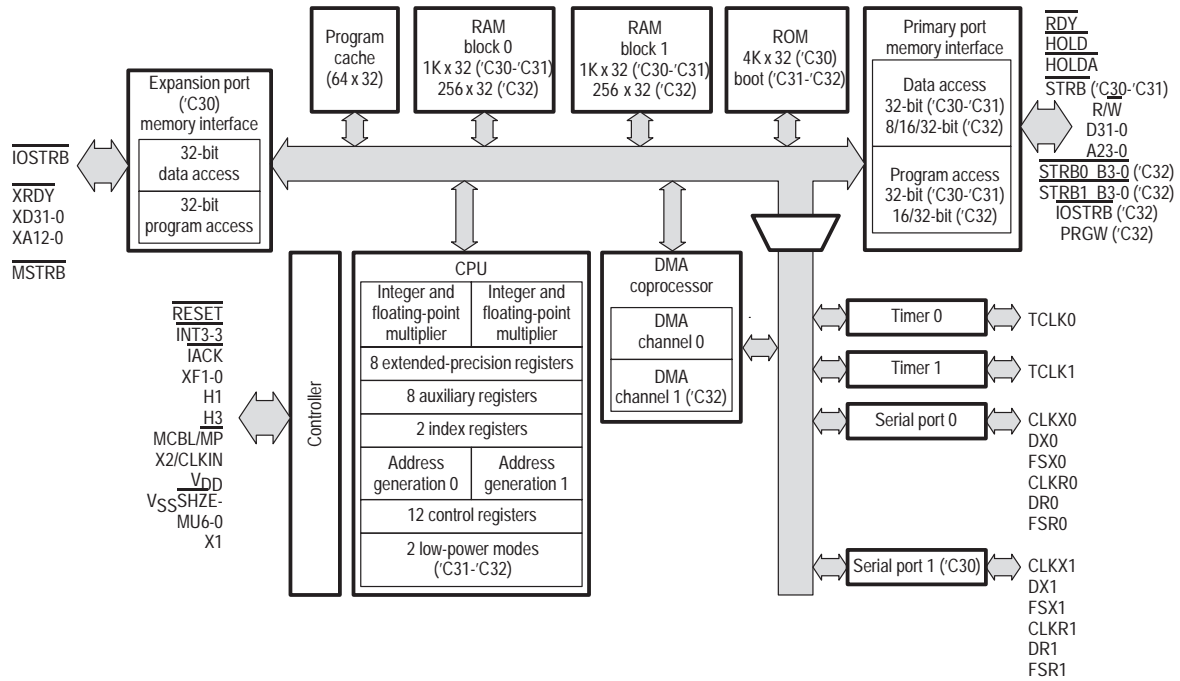 Program
cache
(64 x 32)
RAM
block 0
1K x 32 ('C30-'C31)
256 x 32 ('C32)
RAM
block 1
1K x 32 ('C30-'C31)
256 x 32 ('C32)
ROM
4K x 32 ('C30)
boot ('C31-'C32)
Primary port
memory interface
Data access
32-bit ('C30-'C31)
8/16/32-bit ('C32)
Program access
32-bit ('C30-'C31)
16/32-bit ('C32)
RDY
HOLD
HOLDA
STRB ('C30-'C31)
R/W
D31-0
A23-0
STRB0_B3-0 ('C32)
STRB1_B3-0 ('C32)
IOSTRB ('C32)
PRGW ('C32)
Expansion port
('C30)
memory interface
32-bit
data access
32-bit
program access
IOSTRB
XRDY
XD31-0
XA12-0
MSTRB
RESET
INT3-3
IACK
XF1-0
H1
H3
MCBL/MP
X2/CLKIN
VDD
VSSSHZE-
MU6-0
X1
Controller
CPU
Integer and
floating-point
multiplier
Integer and
floating-point
multiplier
8 extended-precision registers
8 auxiliary registers
2 index registers
Address
generation 0
Address
generation 1
12 control registers
2 low-power modes
('C31-'C32)
DMA
coprocessor
DMA
channel 0
DMA
channel 1 ('C32)
Timer 0
TCLK0
Timer 1
TCLK1
Serial port 0
CLKX0
DX0
FSX0
CLKR0
DR0
FSR0
Serial port 1 ('C30)
CLKX1
DX1
FSX1
CLKR1
DR1
FSR1